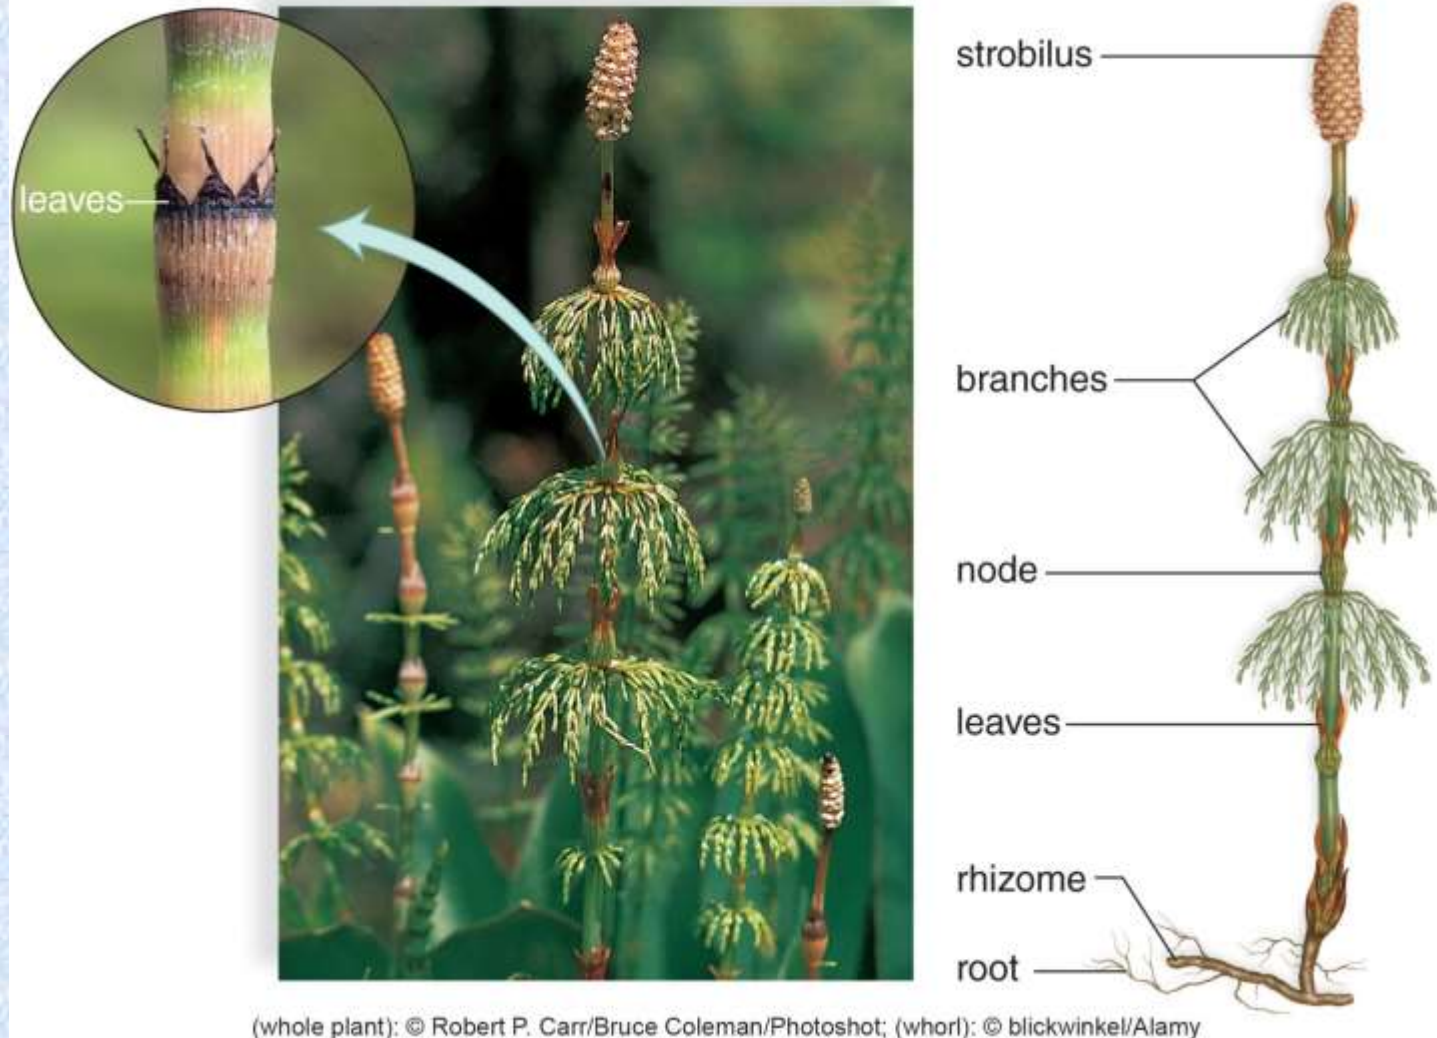 leaves
strobilus
branches
node
leaves
rhizome
root
(whole plant): © Robert P. Carr/Bruce Coleman/Photoshot; (whorl): © blickwinkel/Alamy